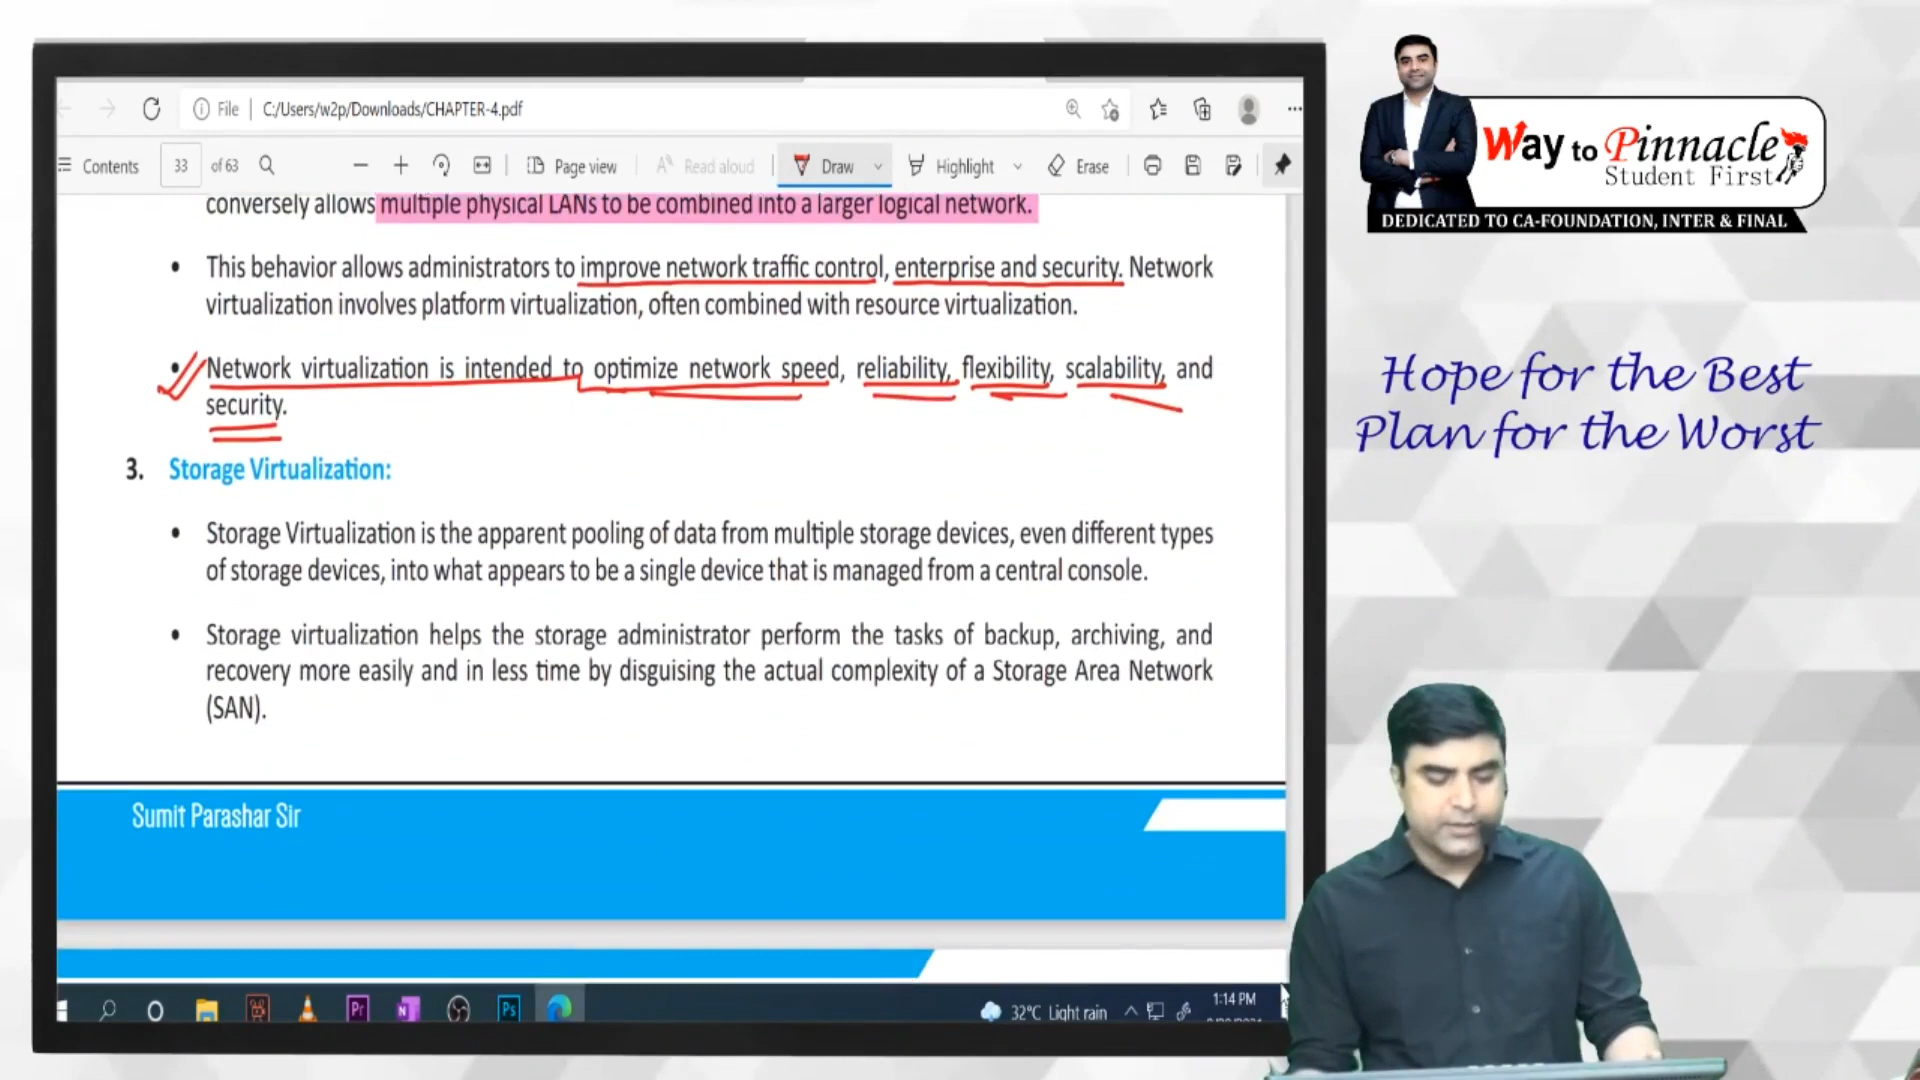 File | C:/Users/w2p/Downloads/CHAPTER-4.pdf
Contents 33 of 63 Page view Read aloud Draw Highlight Erase
conversely allows multiple physical LANs to be combined into a larger logical network.
• This behavior allows administrators to improve network traffic control, enterprise and security. Network
virtualization involves platform virtualization, often combined with resource virtualization.
• Network virtualization is intended to optimize network speed, reliability, flexibility, scalability, and
security.
3. Storage Virtualization:
• Storage Virtualization is the apparent pooling of data from multiple storage devices, even different types
of storage devices, into what appears to be a single device that is managed from a central console.
• Storage virtualization helps the storage administrator perform the tasks of backup, archiving, and
recovery more easily and in less time by disguising the actual complexity of a Storage Area Network
(SAN).
Sumit Parashar Sir
Pr N Ps
32°C Light rain
1:14 PM
Way to Pinnacle
Student First
DEDICATED TO CA-FOUNDATION, INTER & FINAL
Hope for the Best
Plan for the Worst